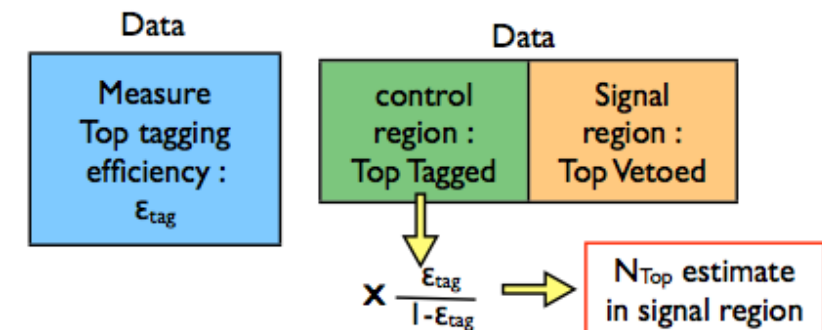 Data
Measure
Top tagging
efficiency :
εtag
Data
control
region :
Top Tagged
Signal
region :
Top Vetoed
x εtag
1-εtag
NTop estimate
in signal region